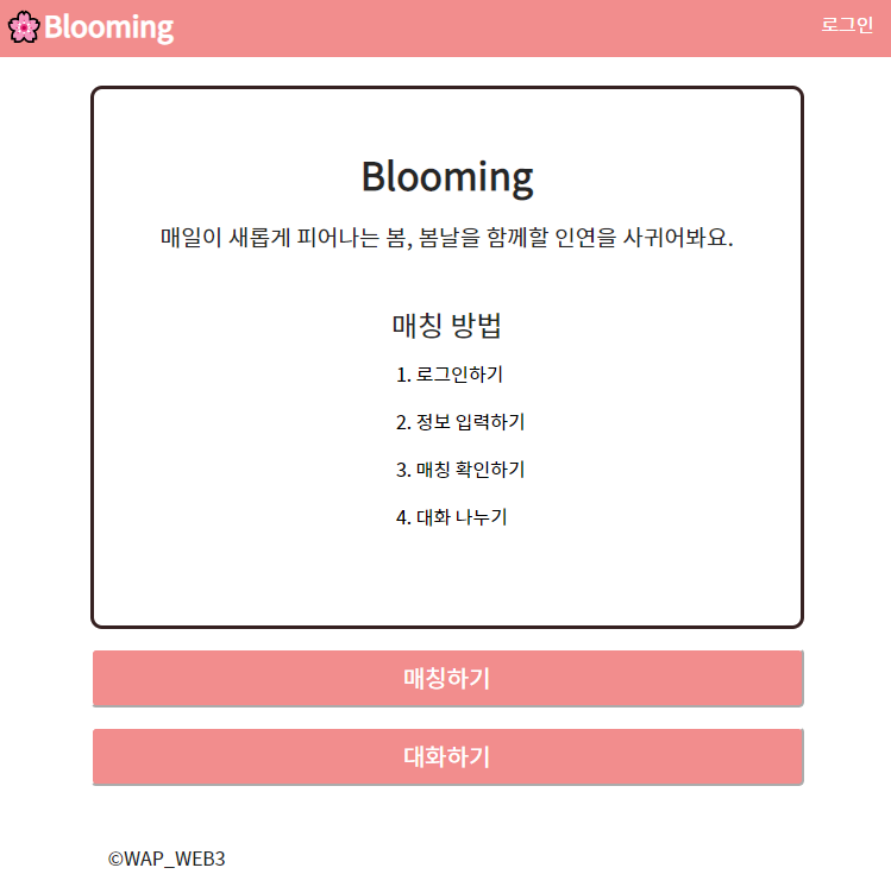 Blooming
로그인
Blooming
매일이 새롭게 피어나는 봄, 봄날을 함께할 인연을 사귀어봐요.
매칭 방법
1. 로그인하기
2. 정보 입력하기
3. 매칭 확인하기
4. 대화 나누기
매칭하기
대화하기
©WAP_WEB3